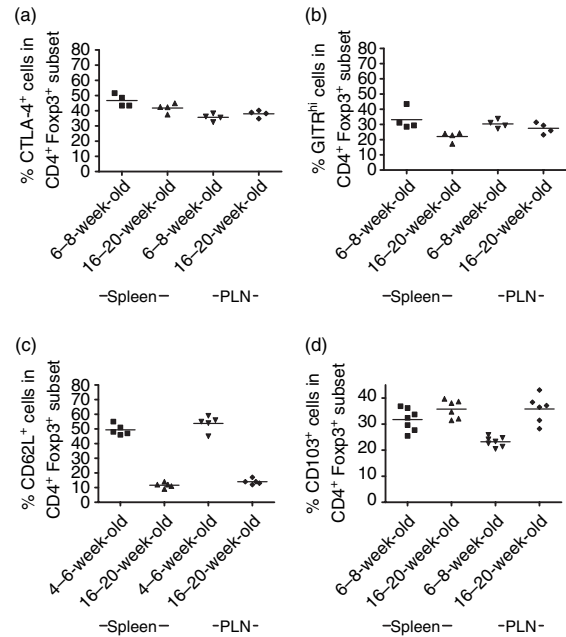 (a)
% CTLA-4⁺ cells in
CD4⁺ Foxp3⁺ subset
80
70
60
50
40
30
20
10
0
6–8-week-old
16–20-week-old
6–8-week-old
16–20-week-old
–Spleen–
-PLN-
(b)
% GITRʰⁱ cells in
CD4⁺ Foxp3⁺ subset
80
70
60
50
40
30
20
10
0
6–8-week-old
16–20-week-old
6–8-week-old
16–20-week-old
–Spleen–
-PLN-
(c)
% CD62L⁺ cells in
CD4⁺ Foxp3⁺ subset
80
70
60
50
40
30
20
10
0
4–6-week-old
16–20-week-old
4–6-week-old
16–20-week-old
–Spleen–
-PLN-
(d)
% CD103⁺ cells in
CD4⁺ Foxp3⁺ subset
40
30
20
10
0
6–8-week-old
16–20-week-old
6–8-week-old
16–20-week-old
–Spleen–
-PLN-